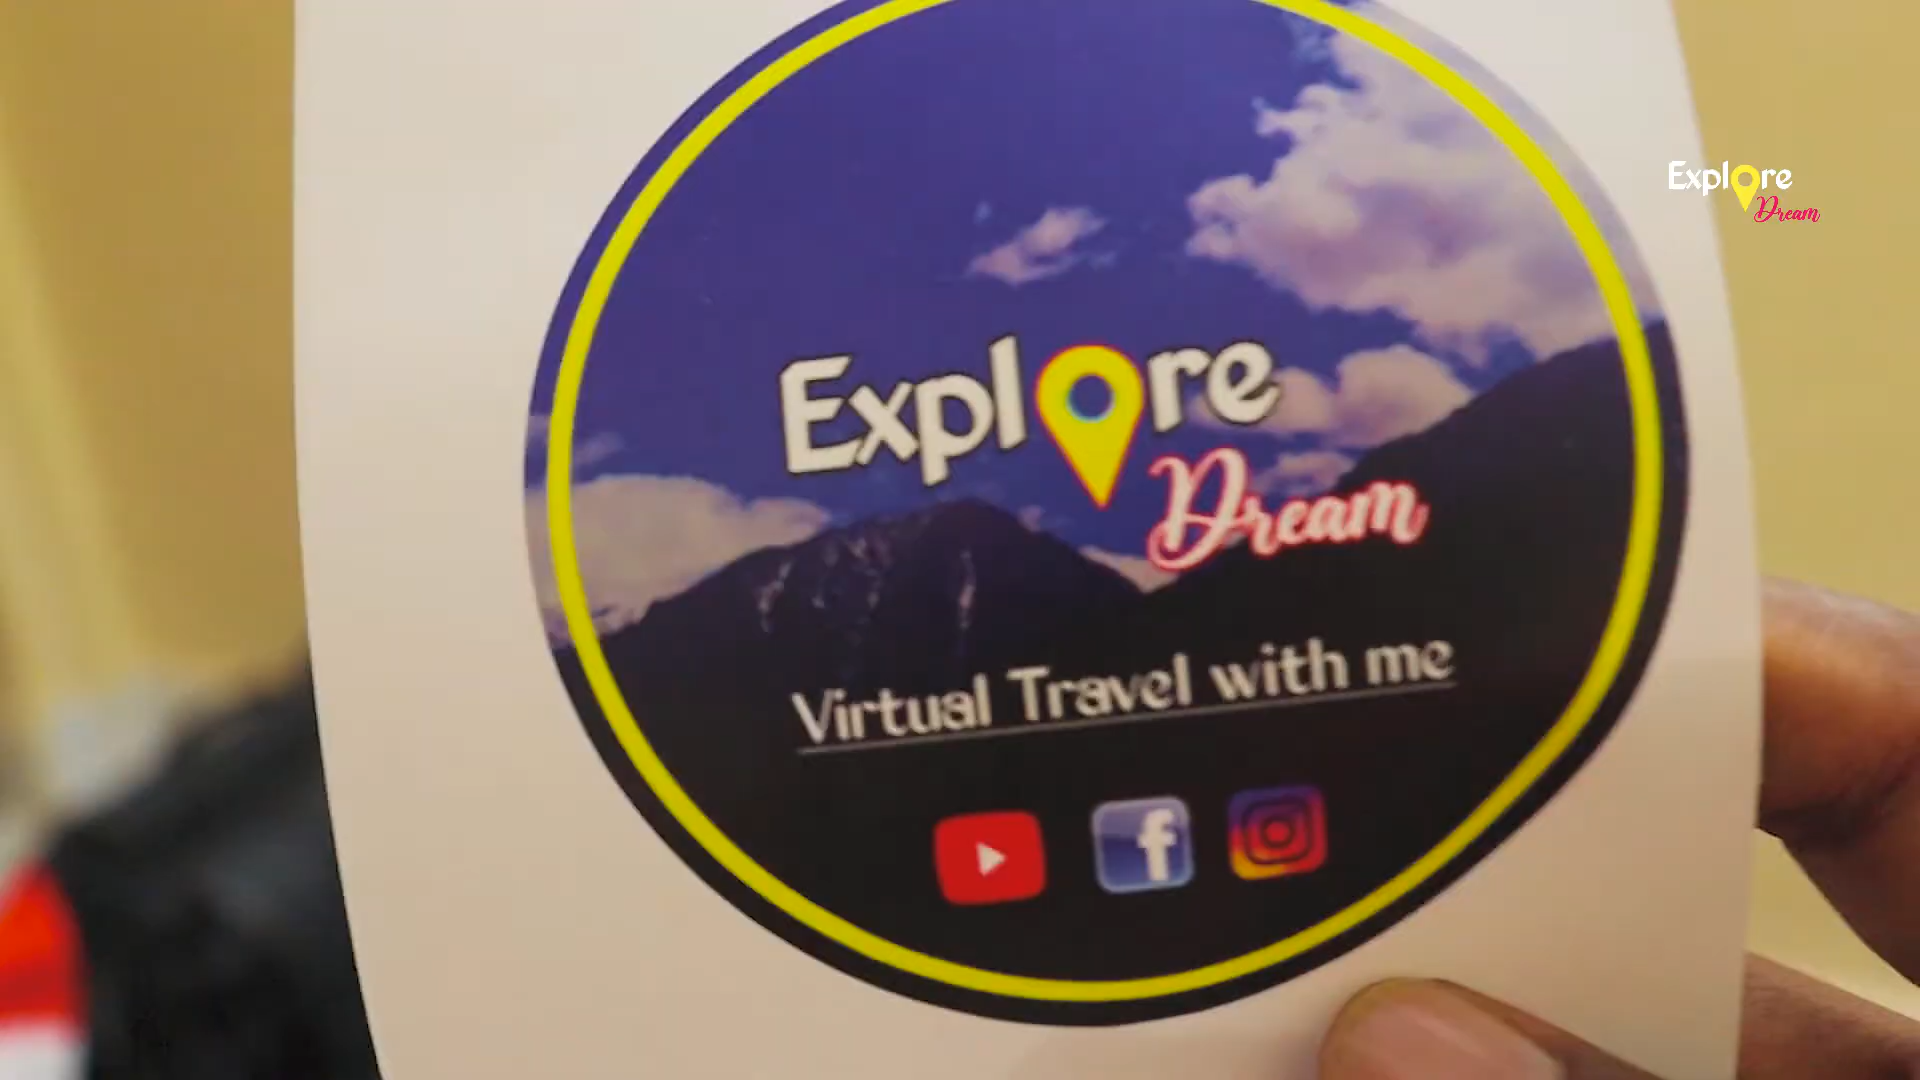 Explore
Dream
Virtual Travel with me
f
Explore
Dream